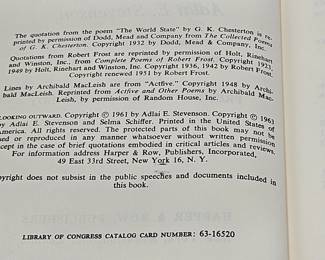 The quotation from the poem "The World State" by G. K. Chesterton is re-
printed by permission of Dodd, Mead and Company from The Collected Poems
of G. K. Chesterton. Copyright 1932 by Dodd, Mead & Company, Inc.
Quotations from Robert Frost are reprinted by permission of Holt, Rinehart
and Winston, Inc., from Complete Poems of Robert Frost. Copyright 1923,
1949 by Holt, Rinehart and Winston, Inc. Copyright 1936, 1942 by Robert Frost.
Copyright renewed 1951 by Robert Frost.
Lines by Archibald MacLeish are from "Actfive" Copyright 1948 by Archi-
bald MacLeish. Reprinted from Actfive and Other Poems by Archibald Mac-
Leish, by permission of Random House, Inc.
LOOKING OUTWARD. Copyright © 1961 by Adlai E. Stevenson. Copyright © 1961
by Adlai E. Stevenson and Selma Schiffer. Printed in the United States of
America. All rights reserved. The protected parts of this book may not be
used or reproduced in any manner whatsoever without written permission
except in the case of brief quotations embodied in critical articles and reviews.
For information address Harper & Row, Publishers, Incorporated,
49 East 33rd Street, New York 16, N. Y.
Copyright does not subsist in the public speeches and documents included in
this book.
LIBRARY OF CONGRESS CATALOG CARD NUMBER: 63-16520